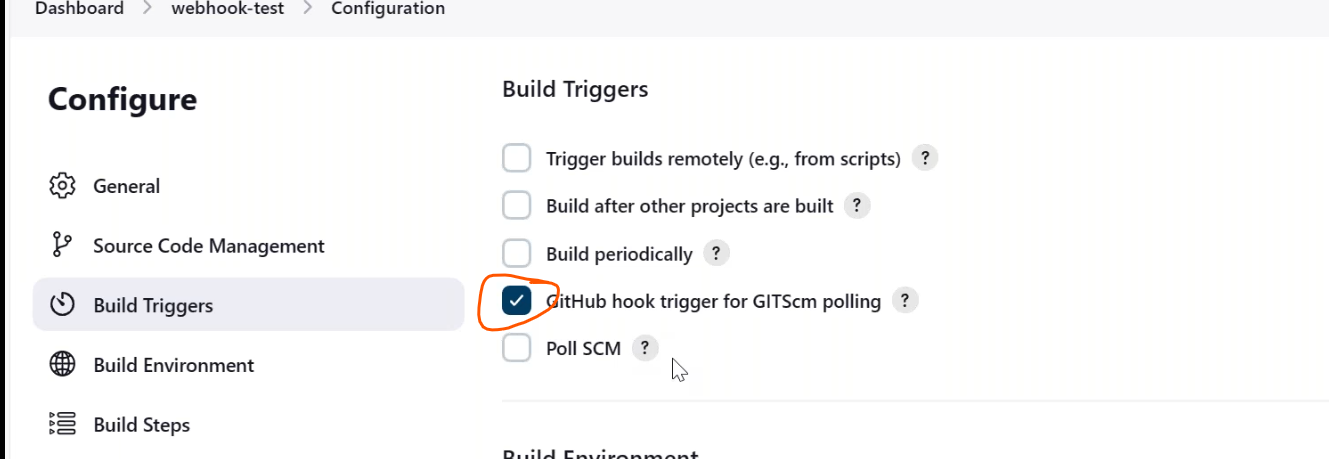 Dashboard > webhook-test > Configuration
Configure
General
Source Code Management
Build Triggers
Build Environment
Build Steps
Build Triggers
Trigger builds remotely (e.g., from scripts) ?
Build after other projects are built ?
Build periodically ?
GitHub hook trigger for GITScm polling ?
Poll SCM ?
Build Environment